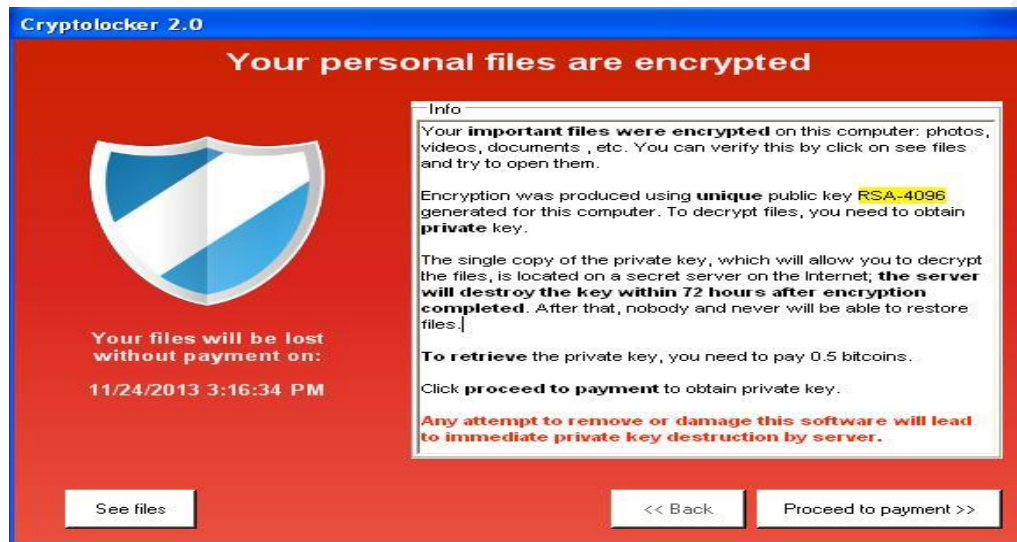 Cryptolocker 2.0
Your personal files are encrypted
Info
Your important files were encrypted on this computer: photos,
videos, documents , etc. You can verify this by click on see files
and try to open them.
Encryption was produced using unique public key RSA-4096
generated for this computer. To decrypt files, you need to obtain
private key.
The single copy of the private key, which will allow you to decrypt
the files, is located on a secret server on the Internet; the server
will destroy the key within 72 hours after encryption
completed. After that, nobody and never will be able to restore
files.
To retrieve the private key, you need to pay 0.5 bitcoins.
Click proceed to payment to obtain private key.
Any attempt to remove or damage this software will lead
to immediate private key destruction by server.
Your files will be lost
without payment on:
11/24/2013 3:16:34 PM
See files
<< Back
Proceed to payment >>